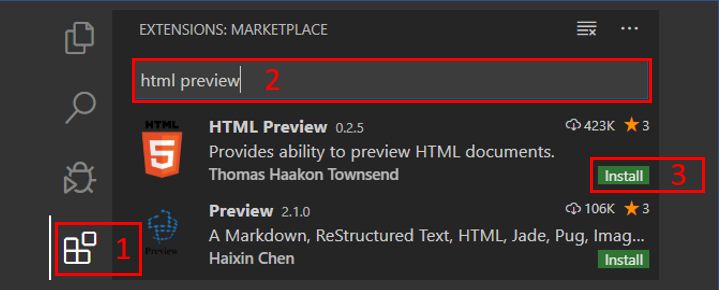 EXTENSIONS: MARKETPLACE
html preview 2
HTML
5
HTML Preview 0.2.5 423K ★ 3
Provides ability to preview HTML documents.
Thomas Haakon Townsend Install 3
Preview
Preview 2.1.0 106K ★ 3
A Markdown, ReStructured Text, HTML, Jade, Pug, Imag...
Haixin Chen Install
1